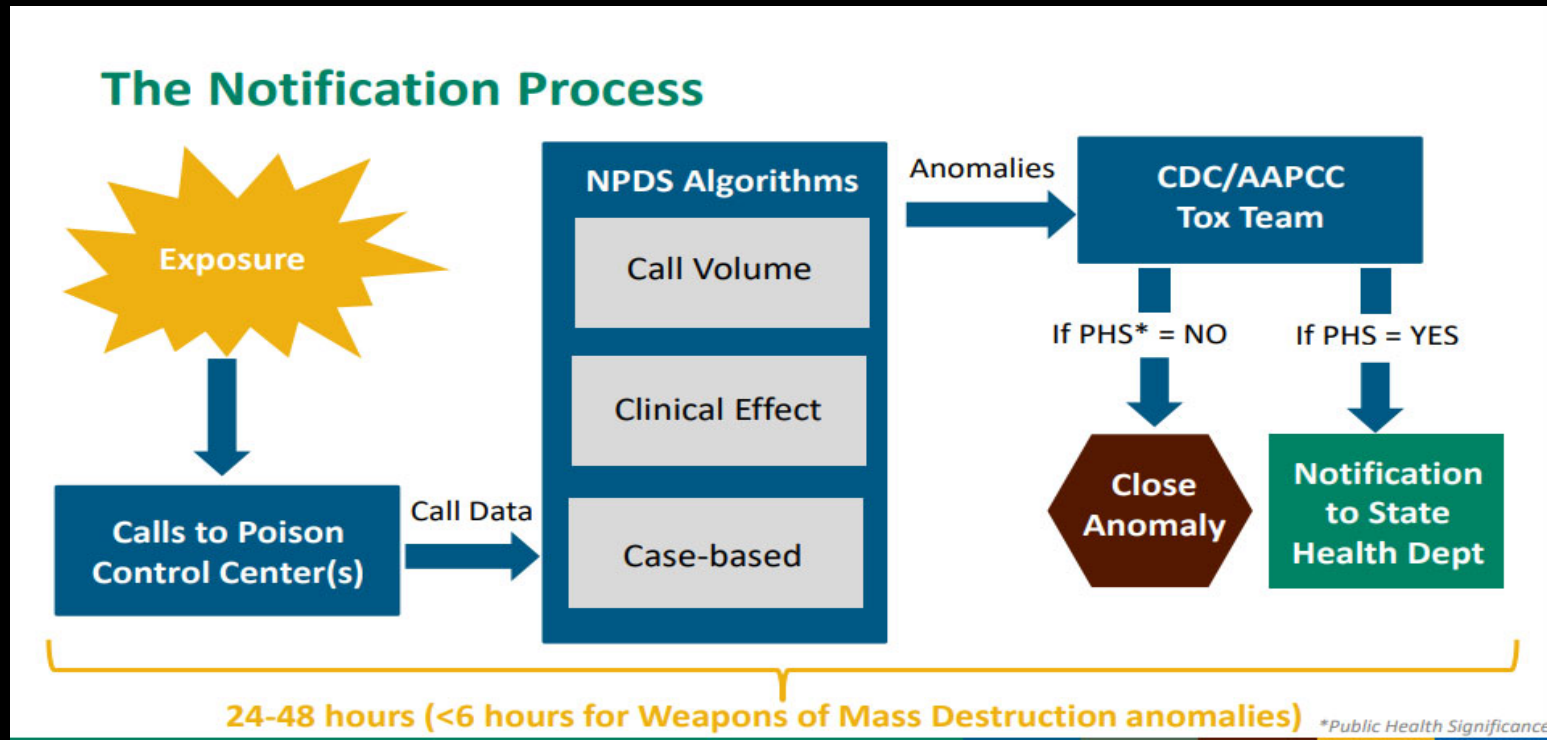 The Notification Process
Exposure
Calls to Poison
Control Center(s)
Call Data
NPDS Algorithms
Call Volume
Clinical Effect
Case-based
Anomalies
CDC/AAPCC
Tox Team
If PHS* = NO
If PHS = YES
Close
Anomaly
Notification
to State
Health Dept
24-48 hours (<6 hours for Weapons of Mass Destruction anomalies)
*Public Health Significance